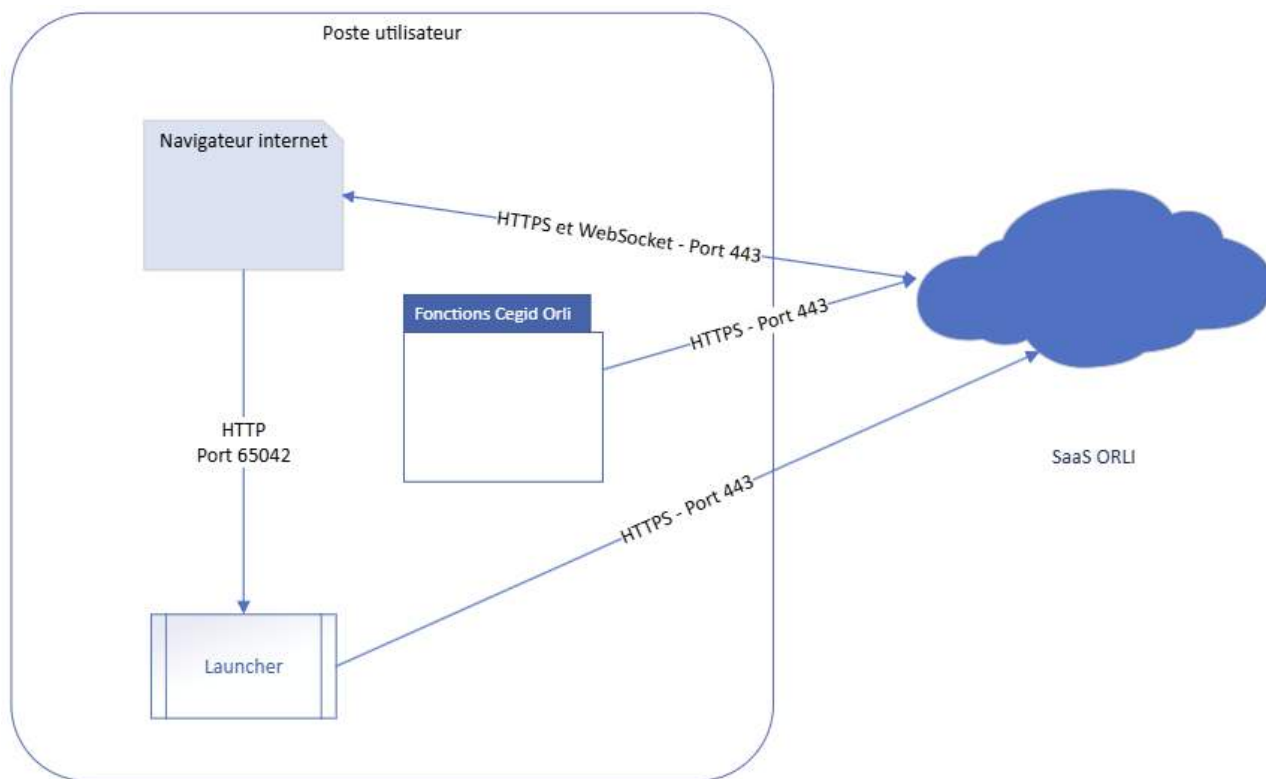 Poste utilisateur
Navigateur internet
HTTPS et WebSocket - Port 443
Fonctions Cegid Orli
HTTPS - Port 443
HTTP
Port 65042
SaaS ORLI
HTTPS - Port 443
Launcher